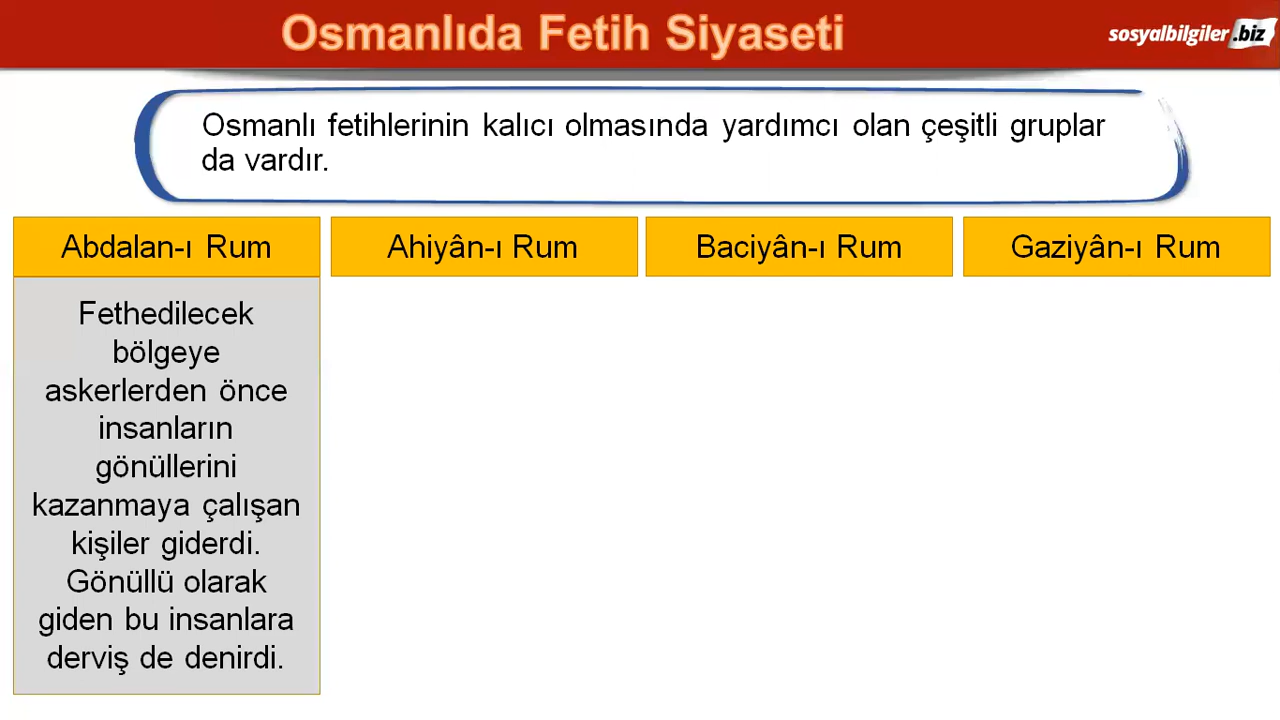 Osmanlıda Fetih Siyaseti
sosyalbilgiler.biz
Osmanlı fetihlerinin kalıcı olmasında yardımcı olan çeşitli gruplar
da vardır.
Abdalan-ı Rum
Ahiyân-ı Rum
Baciyân-ı Rum
Gaziyân-ı Rum
Fethedilecek
bölgeye
askerlerden önce
insanların
gönüllerini
kazanmaya çalışan
kişiler giderdi.
Gönüllü olarak
giden bu insanlara
derviş de denirdi.